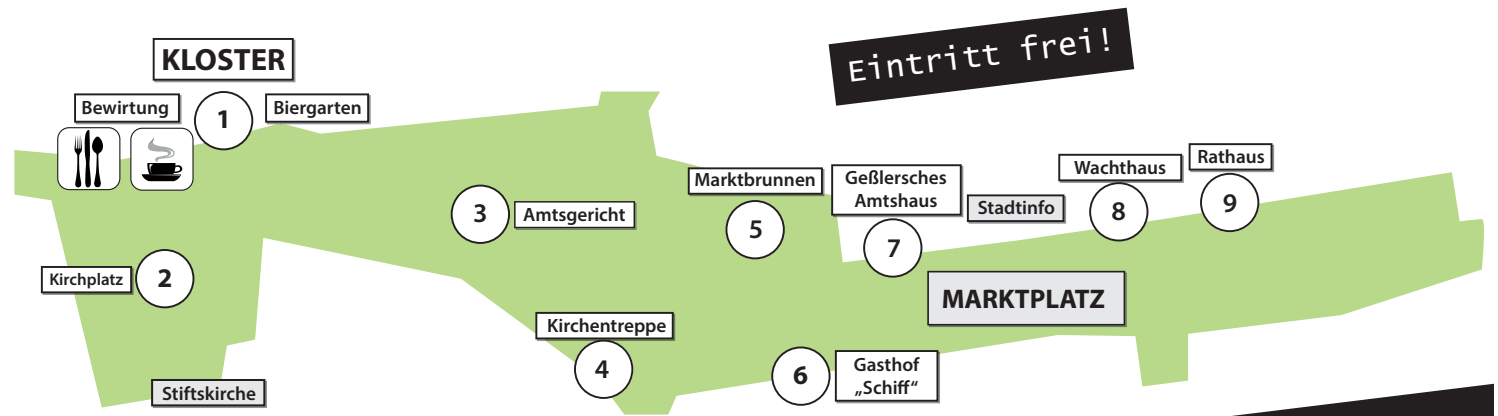 Eintritt frei!
KLOSTER
Bewirtung
1
Biergarten
Marktbrunnen
Geßlersches
Amtshaus
Stadtinfo
Wachthaus
Rathaus
3
Amtsgericht
5
7
8
9
Kirchplatz
2
MARKTPLATZ
Kirchentreppe
4
6
Gasthof
„Schiff“
Stiftskirche